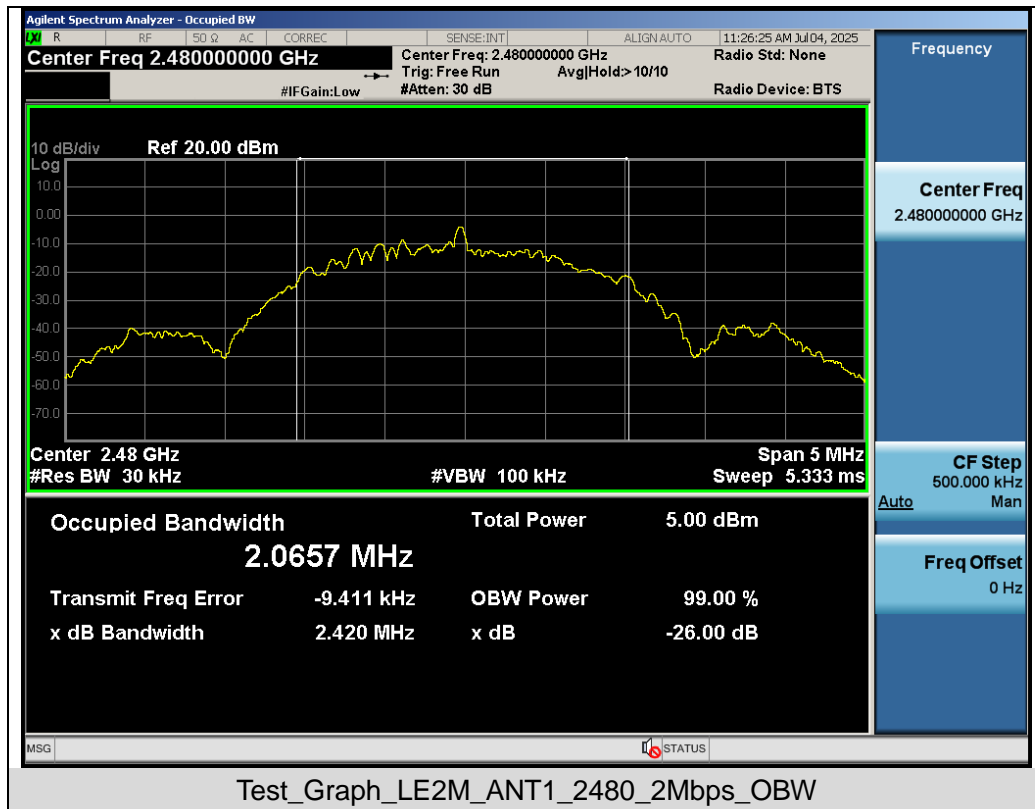 Agilent Spectrum Analyzer - Occupied BW
LXI R RF 50 Ω AC CORREC SENSE:INT ALIGN AUTO 11:26:25 AM Jul 04, 2025
Center Freq 2.480000000 GHz
Center Freq: 2.480000000 GHz
Radio Std: None
Trig: Free Run Avg|Hold:> 10/10
#IFGain:Low
#Atten: 30 dB
Radio Device: BTS
10 dB/div Ref 20.00 dBm
Log
10.0
0.00
-10.0
-20.0
-30.0
-40.0
-50.0
-60.0
-70.0
Center 2.48 GHz Span 5 MHz
#Res BW 30 kHz #VBW 100 kHz Sweep 5.333 ms
Occupied Bandwidth Total Power 5.00 dBm
2.0657 MHz
Transmit Freq Error -9.411 kHz OBW Power 99.00 %
x dB Bandwidth 2.420 MHz x dB -26.00 dB
Frequency
Center Freq
2.480000000 GHz
CF Step
500.000 kHz
Auto Man
Freq Offset
0 Hz
MSG STATUS
Test_Graph_LE2M_ANT1_2480_2Mbps_OBW